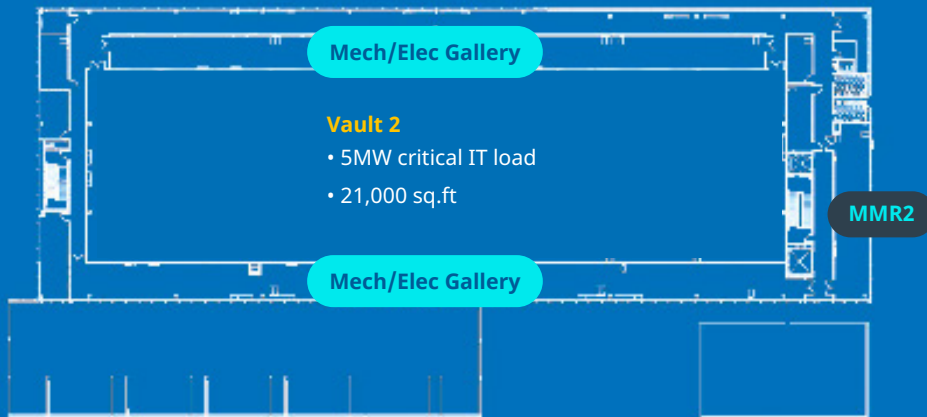 Mech/Elec Gallery
Vault 2
• 5MW critical IT load
• 21,000 sq.ft
MMR2
Mech/Elec Gallery